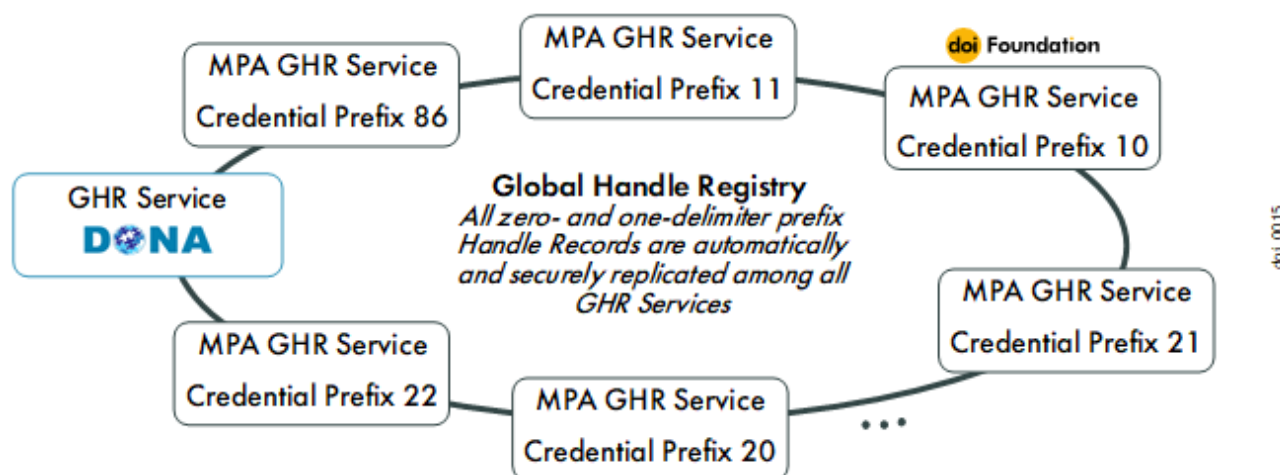 MPA GHR Service
Credential Prefix 11
doi Foundation
MPA GHR Service
Credential Prefix 86
MPA GHR Service
Credential Prefix 10
GHR Service
DONA
Global Handle Registry
All zero- and one-delimiter prefix
Handle Records are automatically
and securely replicated among all
GHR Services
doi_0015
MPA GHR Service
Credential Prefix 21
MPA GHR Service
Credential Prefix 22
MPA GHR Service
Credential Prefix 20
...